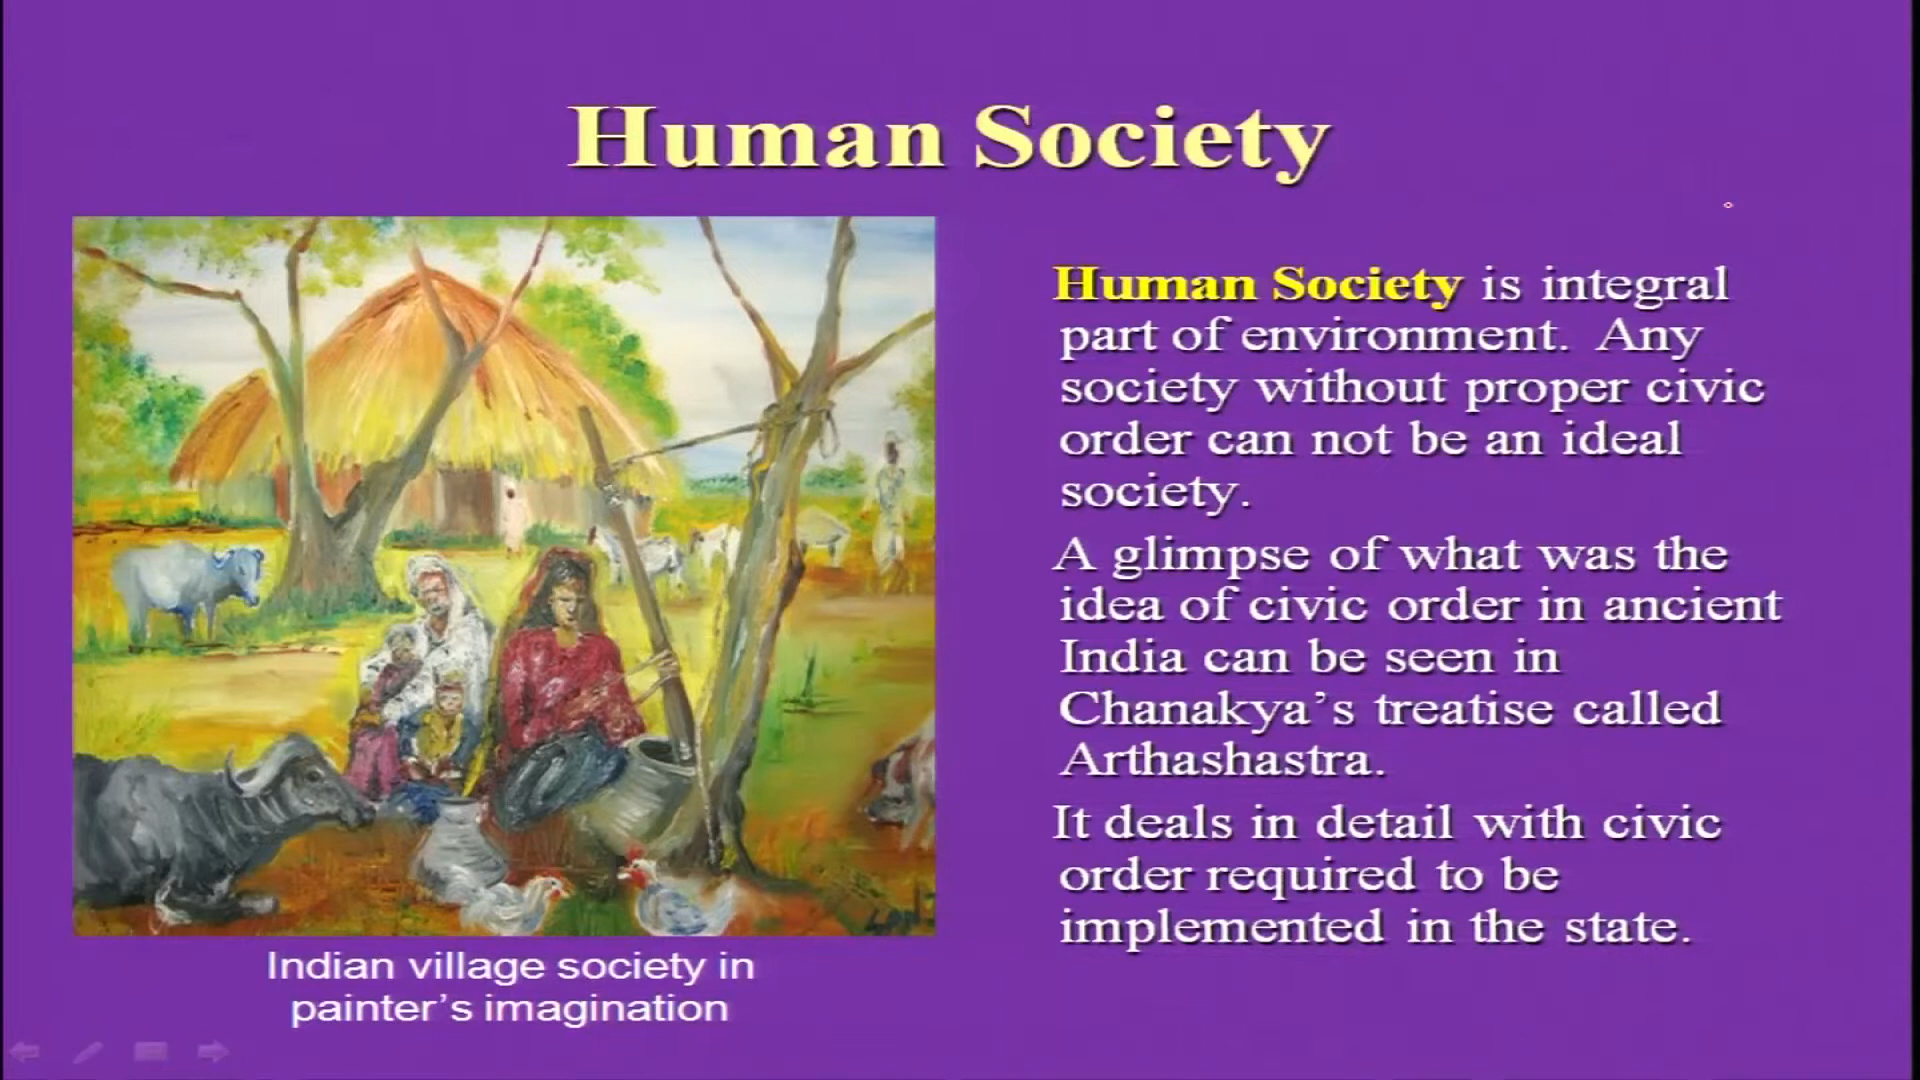 Human Society
Human Society is integral
part of environment. Any
society without proper civic
order can not be an ideal
society.
A glimpse of what was the
idea of civic order in ancient
India can be seen in
Chanakya’s treatise called
Arthashastra.
It deals in detail with civic
order required to be
implemented in the state.
Indian village society in
painter’s imagination